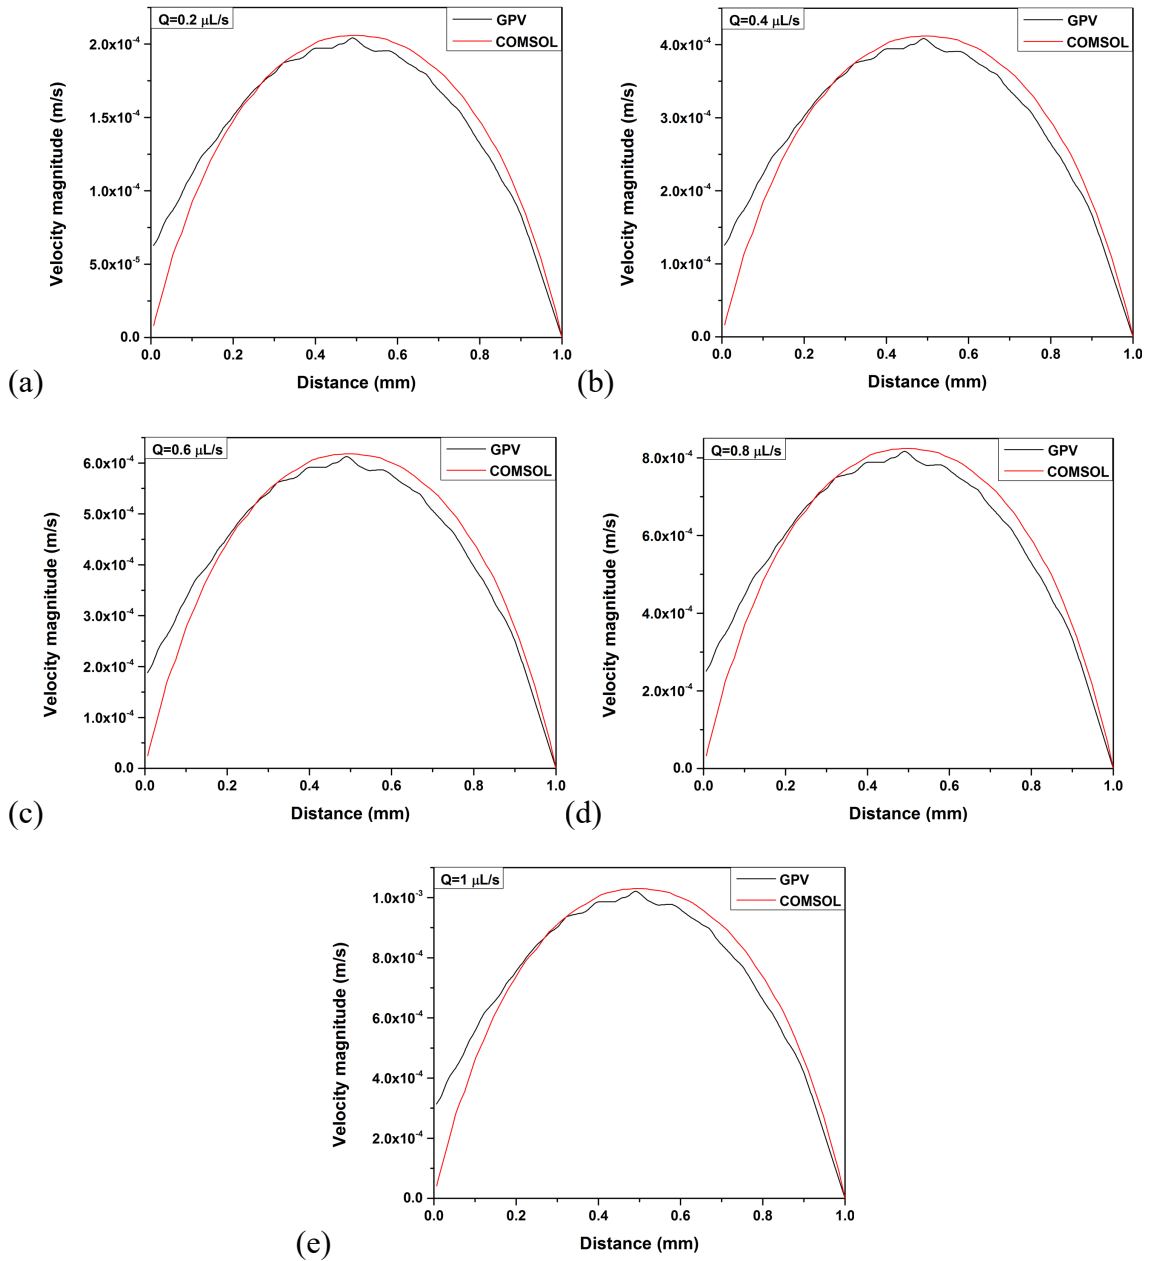 Q=0.2 μL/s
GPV
COMSOL
2.0x10⁻⁴
1.5x10⁻⁴
1.0x10⁻⁴
5.0x10⁻⁵
0.0
Velocity magnitude (m/s)
0.0 0.2 0.4 0.6 0.8 1.0
Distance (mm)
(a)
Q=0.4 μL/s
GPV
COMSOL
4.0x10⁻⁴
3.0x10⁻⁴
2.0x10⁻⁴
1.0x10⁻⁴
0.0
Velocity magnitude (m/s)
0.0 0.2 0.4 0.6 0.8 1.0
Distance (mm)
(b)
Q=0.6 μL/s
GPV
COMSOL
6.0x10⁻⁴
5.0x10⁻⁴
4.0x10⁻⁴
3.0x10⁻⁴
2.0x10⁻⁴
1.0x10⁻⁴
0.0
Velocity magnitude (m/s)
0.0 0.2 0.4 0.6 0.8 1.0
Distance (mm)
(c)
Q=0.8 μL/s
GPV
COMSOL
8.0x10⁻⁴
6.0x10⁻⁴
4.0x10⁻⁴
2.0x10⁻⁴
0.0
Velocity magnitude (m/s)
0.0 0.2 0.4 0.6 0.8 1.0
Distance (mm)
(d)
Q=1 μL/s
GPV
COMSOL
1.0x10⁻³
8.0x10⁻⁴
6.0x10⁻⁴
4.0x10⁻⁴
2.0x10⁻⁴
0.0
Velocity magnitude (m/s)
0.0 0.2 0.4 0.6 0.8 1.0
Distance (mm)
(e)